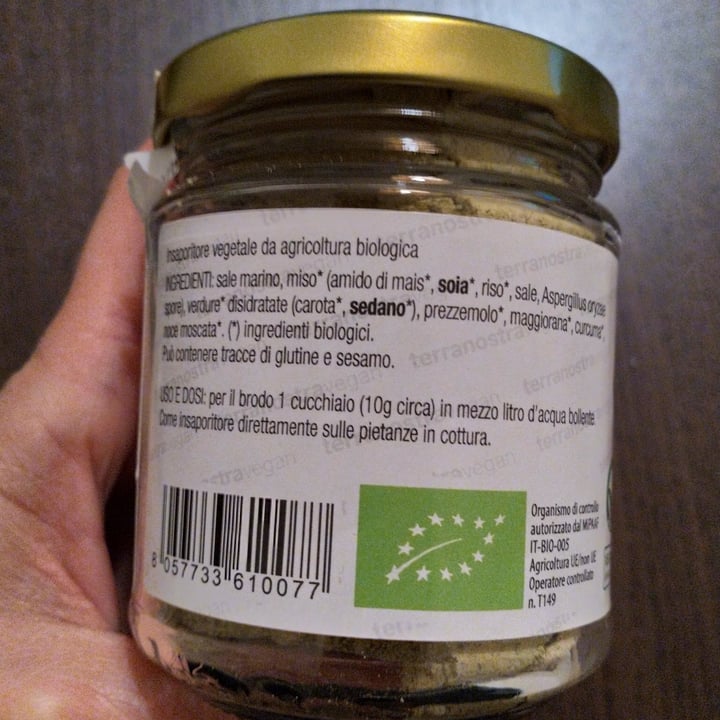 Insaporitore vegetale da agricoltura biologica
INGREDIENTI: sale marino, miso* (amido di mais*, soia*, riso*, sale, Aspergillus oryzae
spore), verdure* disidratate (carota*, sedano*), prezzemolo*, maggiorana*, curcuma*,
noce moscata*. (*) ingredienti biologici.
Può contenere tracce di glutine e sesamo.
USO E DOSI: per il brodo 1 cucchiaio (10g circa) in mezzo litro d'acqua bollente.
Come insaporitore direttamente sulle pietanze in cottura.
8 057733 610077
Organismo di controllo
autorizzato dal MiPAAF
IT-BIO-005
Agricoltura UE/non UE
Operatore controllato
n. T149
terranostravegan